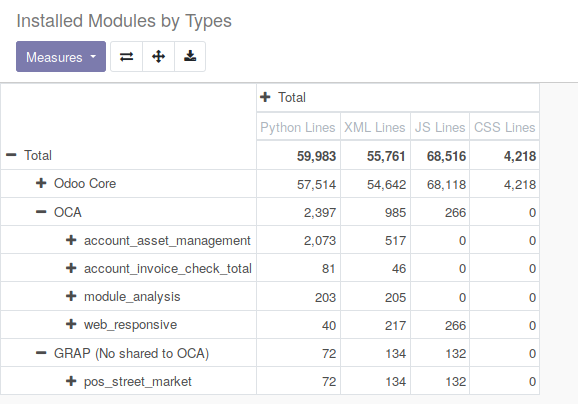 Installed Modules by Types
Measures
Total
Python Lines XML Lines JS Lines CSS Lines
Total 59,983 55,761 68,516 4,218
Odoo Core 57,514 54,642 68,118 4,218
OCA 2,397 985 266 0
account_asset_management 2,073 517 0 0
account_invoice_check_total 81 46 0 0
module_analysis 203 205 0 0
web_responsive 40 217 266 0
GRAP (No shared to OCA) 72 134 132 0
pos_street_market 72 134 132 0